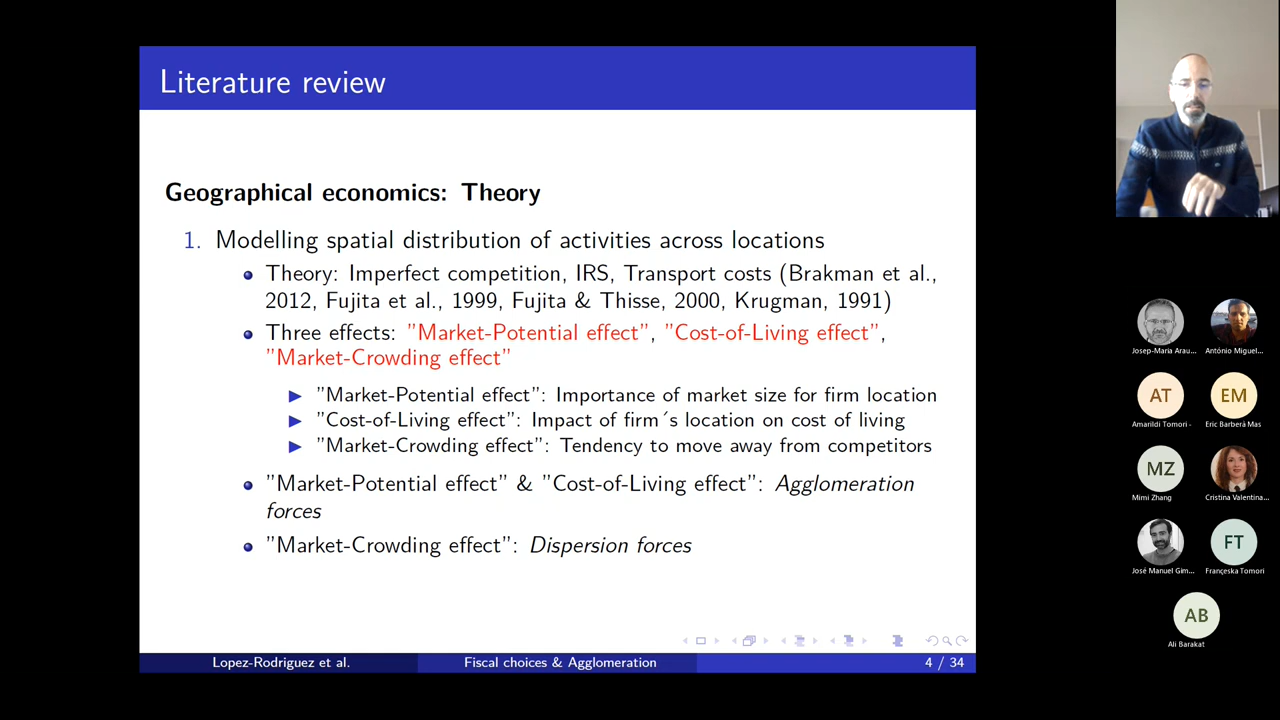 Literature review
Geographical economics: Theory
1. Modelling spatial distribution of activities across locations
Theory: Imperfect competition, IRS, Transport costs (Brakman et al.,
2012, Fujita et al., 1999, Fujita & Thisse, 2000, Krugman, 1991)
Three effects: ”Market-Potential effect”, ”Cost-of-Living effect”,
”Market-Crowding effect”
”Market-Potential effect”: Importance of market size for firm location
”Cost-of-Living effect”: Impact of firm´s location on cost of living
”Market-Crowding effect”: Tendency to move away from competitors
”Market-Potential effect” & ”Cost-of-Living effect”: Agglomeration
forces
”Market-Crowding effect”: Dispersion forces
Lopez-Rodriguez et al.
Fiscal choices & Agglomeration
4 / 34
Josep-Maria Arau...
António Miguel...
AT
EM
Amarildi Tomori -
Eric Barberá Mas
MZ
Mimi Zhang
Cristina Valentina...
FT
José Manuel Gim...
Françeska Tomori
AB
Ali Barakat